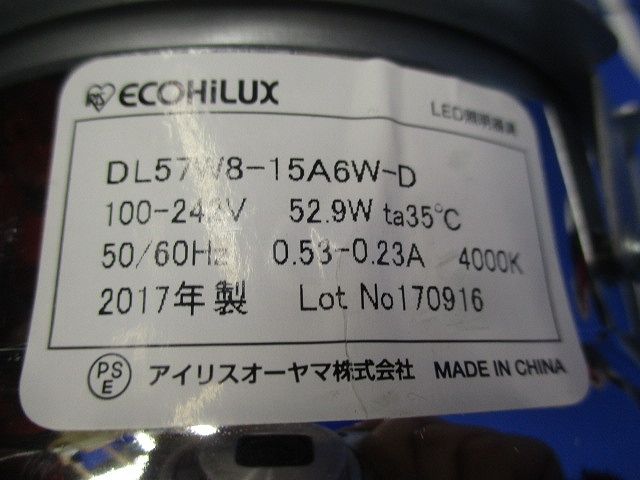 ECOHiLUX
LED照明器具
DL57W8-15A6W-D
100-242V 52.9W ta35℃
50/60Hz 0.53-0.23A 4000K
2017年製 Lot No170916
PSE アイリスオーヤマ株式会社 MADE IN CHINA